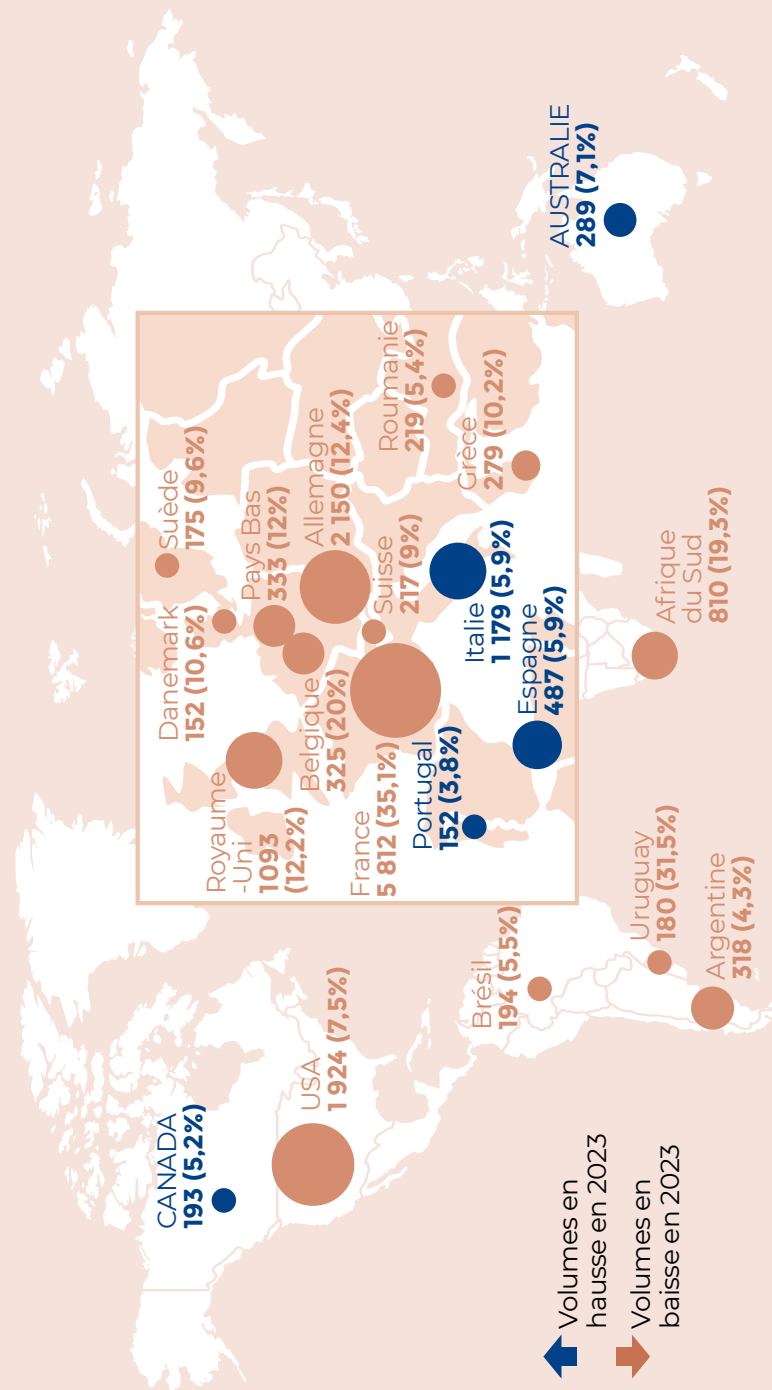 CANADA
193 (5,2%)
USA
1 924 (7,5%)
Brésil
194 (5,5%)
Uruguay
180 (31,5%)
Argentine
318 (4,3%)
Royaume
-Uni
1093
(12,2%)
Danemark
152 (10,6%)
Suède
175 (9,6%)
Pays Bas
333 (12%)
Belgique
325 (20%)
Allemagne
2 150 (12,4%)
France
5 812 (35,1%)
Suisse
217 (9%)
Roumanie
219 (5,4%)
Portugal
152 (3,8%)
Italie
1 179 (5,9%)
Grèce
279 (10,2%)
Espagne
487 (5,9%)
Afrique
du Sud
810 (19,3%)
AUSTRALIE
289 (7,1%)
Volumes en
hausse en 2023
Volumes en
baisse en 2023